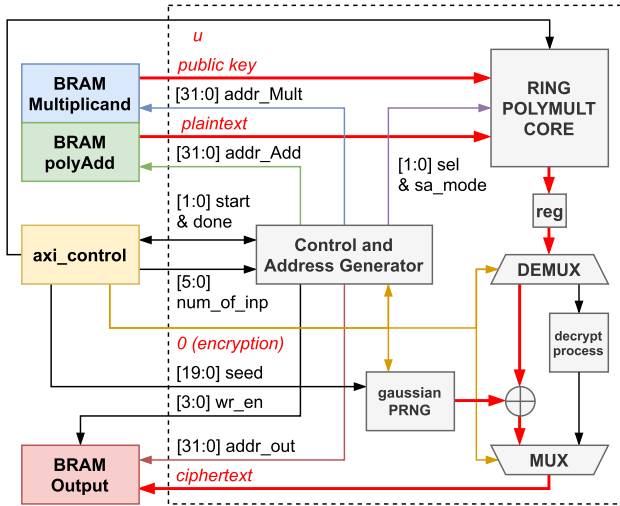 u
public key
BRAM
Multiplicand
[31:0] addr_Mult
RING
POLYMULT
CORE
plaintext
BRAM
polyAdd
[31:0] addr_Add
[1:0] sel
& sa_mode
[1:0] start
& done
reg
axi_control
Control and
Address Generator
DEMUX
[5:0]
num_of_inp
0 (encryption)
decrypt
process
[19:0] seed
gaussian
PRNG
[3:0] wr_en
[31:0] addr_out
BRAM
Output
MUX
ciphertext